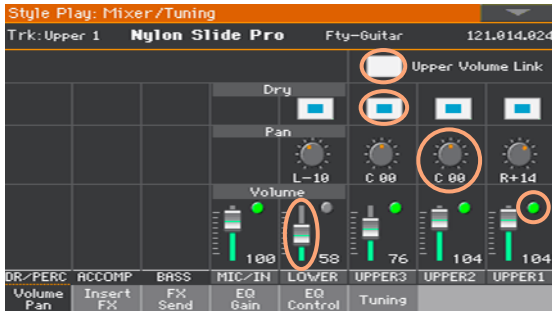 Style Play: Mixer/Tuning
Trk: Upper 1 Nylon Slide Pro Fty-Guitar 121.014.024
Upper Volume Link
Dry
Pan
L-10 C 00 C 00 R+14
Volume
100 58 76 104 104
DR/PERC ACCOMP BASS MIC/IN LOWER UPPER3 UPPER2 UPPER1
Volume Pan Insert FX FX Send EQ Gain EQ Control Tuning